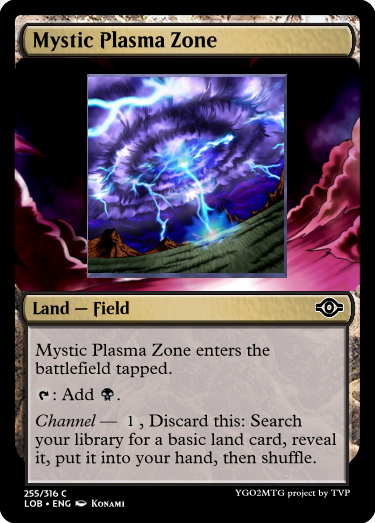 Mystic Plasma Zone
Land — Field
Mystic Plasma Zone enters the
battlefield tapped.
: Add .
Channel — 1 , Discard this: Search
your library for a basic land card, reveal
it, put it into your hand, then shuffle.
255/316 C
LOB • ENG Konami
YGO2MTG project by TVP